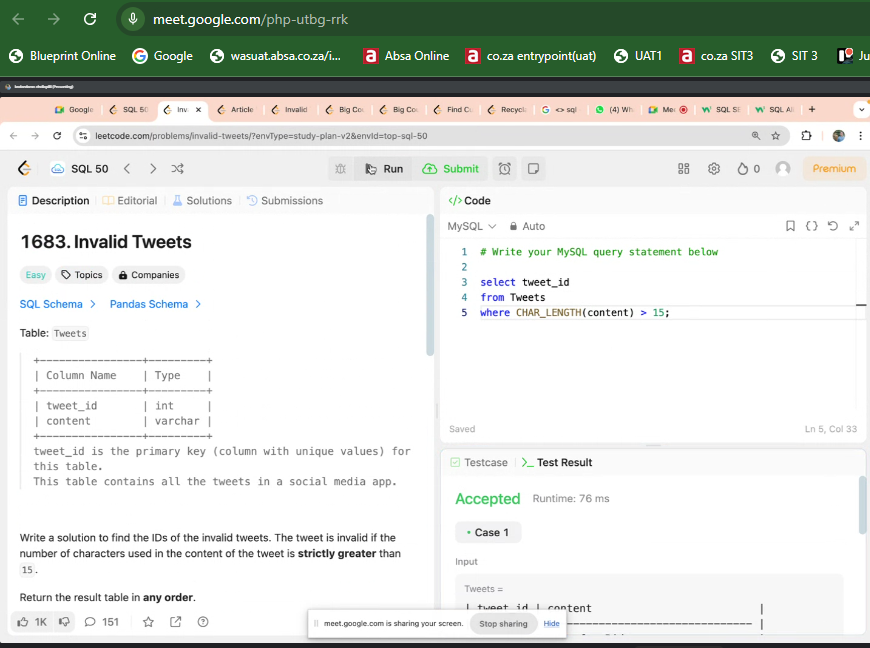 meet.google.com/php-utbg-rrk
Blueprint Online
Google
wasuat.absa.co.za/i...
Absa Online
co.za entrypoint(uat)
UAT1
co.za SIT3
SIT 3
Ju
Google
SQL 50
Inv
Article
Invalid
Big Co
Big Co
Find Cu
Recycl
<> sql
(4) Wh
Me
SQL SE
SQL Al
leetcode.com/problems/invalid-tweets/?envType=study-plan-v2&envId=top-sql-50
SQL 50
Run
Submit
0
Premium
Description
Editorial
Solutions
Submissions
</> Code
1683. Invalid Tweets
MySQL
Auto
Easy
Topics
Companies
SQL Schema >
Pandas Schema >
Table: Tweets
+----------------+---------+
| Column Name    | Type    |
+----------------+---------+
| tweet_id       | int     |
| content        | varchar |
+----------------+---------+
tweet_id is the primary key (column with unique values) for
this table.
This table contains all the tweets in a social media app.
Write a solution to find the IDs of the invalid tweets. The tweet is invalid if the
number of characters used in the content of the tweet is strictly greater than
15.
Return the result table in any order.
1K
151
1 # Write your MySQL query statement below
2
3 select tweet_id
4 from Tweets
5 where CHAR_LENGTH(content) > 15;
Saved
Ln 5, Col 33
Testcase
>_ Test Result
Accepted
Runtime: 76 ms
• Case 1
Input
Tweets =
| tweet_id | content |
meet.google.com is sharing your screen.
Stop sharing
Hide